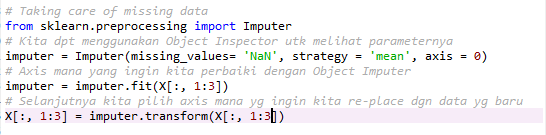 # Taking care of missing data
from sklearn.preprocessing import Imputer
# Kita dpt menggunakan Object Inspector utk melihat parameternya
imputer = Imputer(missing_values= 'NaN', strategy = 'mean', axis = 0)
# Axis mana yang ingin kita perbaiki dengan Object Imputer
imputer = imputer.fit(X[:, 1:3])
# Selanjutnya kita pilih axis mana yg ingin kita re-place dgn data yg baru
X[:, 1:3] = imputer.transform(X[:, 1:3])